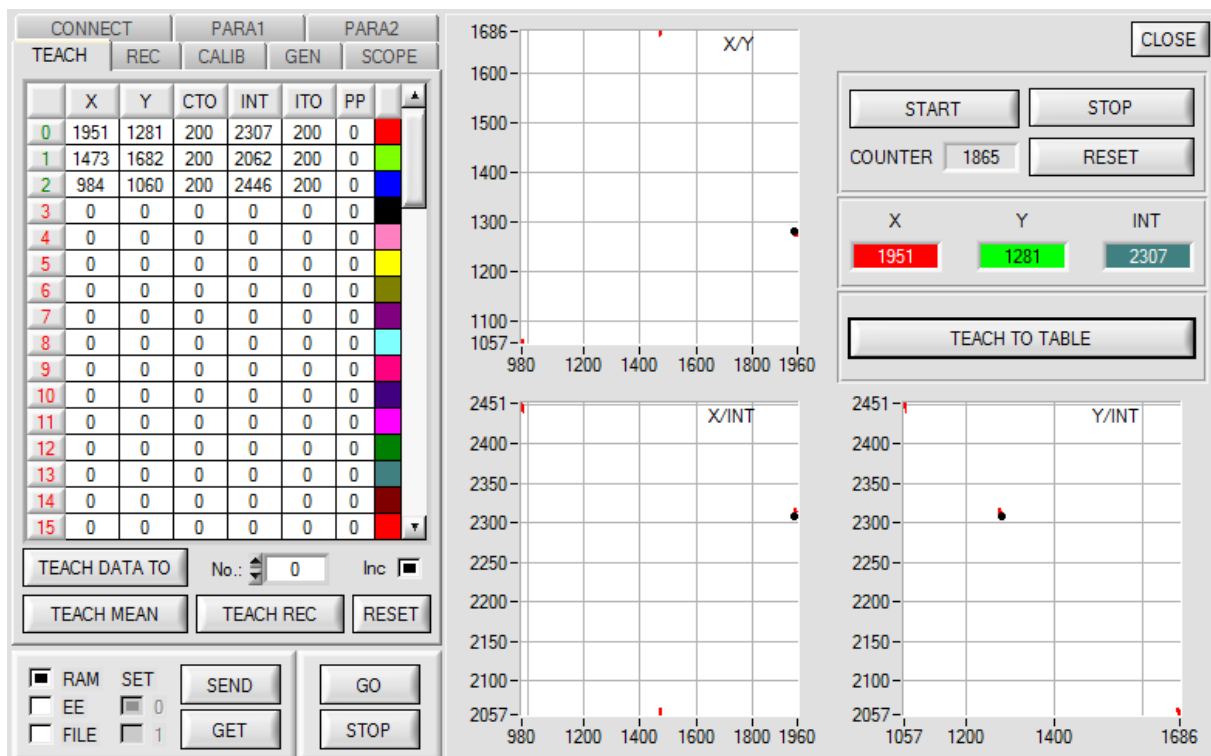 CONNECT PARA1 PARA2
TEACH REC CALIB GEN SCOPE
X Y CTO INT ITO PP
0 1951 1281 200 2307 200 0
1 1473 1682 200 2062 200 0
2 984 1060 200 2446 200 0
3 0 0 0 0 0 0
4 0 0 0 0 0 0
5 0 0 0 0 0 0
6 0 0 0 0 0 0
7 0 0 0 0 0 0
8 0 0 0 0 0 0
9 0 0 0 0 0 0
10 0 0 0 0 0 0
11 0 0 0 0 0 0
12 0 0 0 0 0 0
13 0 0 0 0 0 0
14 0 0 0 0 0 0
15 0 0 0 0 0 0
TEACH DATA TO No.: 0 Inc
TEACH MEAN TEACH REC RESET
RAM SET SEND
EE 0
FILE 1 GET
GO
STOP
X/Y
1686
1600
1500
1400
1300
1200
1100
1057
980 1200 1400 1600 1800 1960
CLOSE
START STOP
COUNTER 1865 RESET
X Y INT
1951 1281 2307
TEACH TO TABLE
X/INT
2451
2400
2350
2300
2250
2200
2150
2100
2057
980 1200 1400 1600 1800 1960
Y/INT
2451
2400
2350
2300
2250
2200
2150
2100
2057
1057 1200 1400 1686